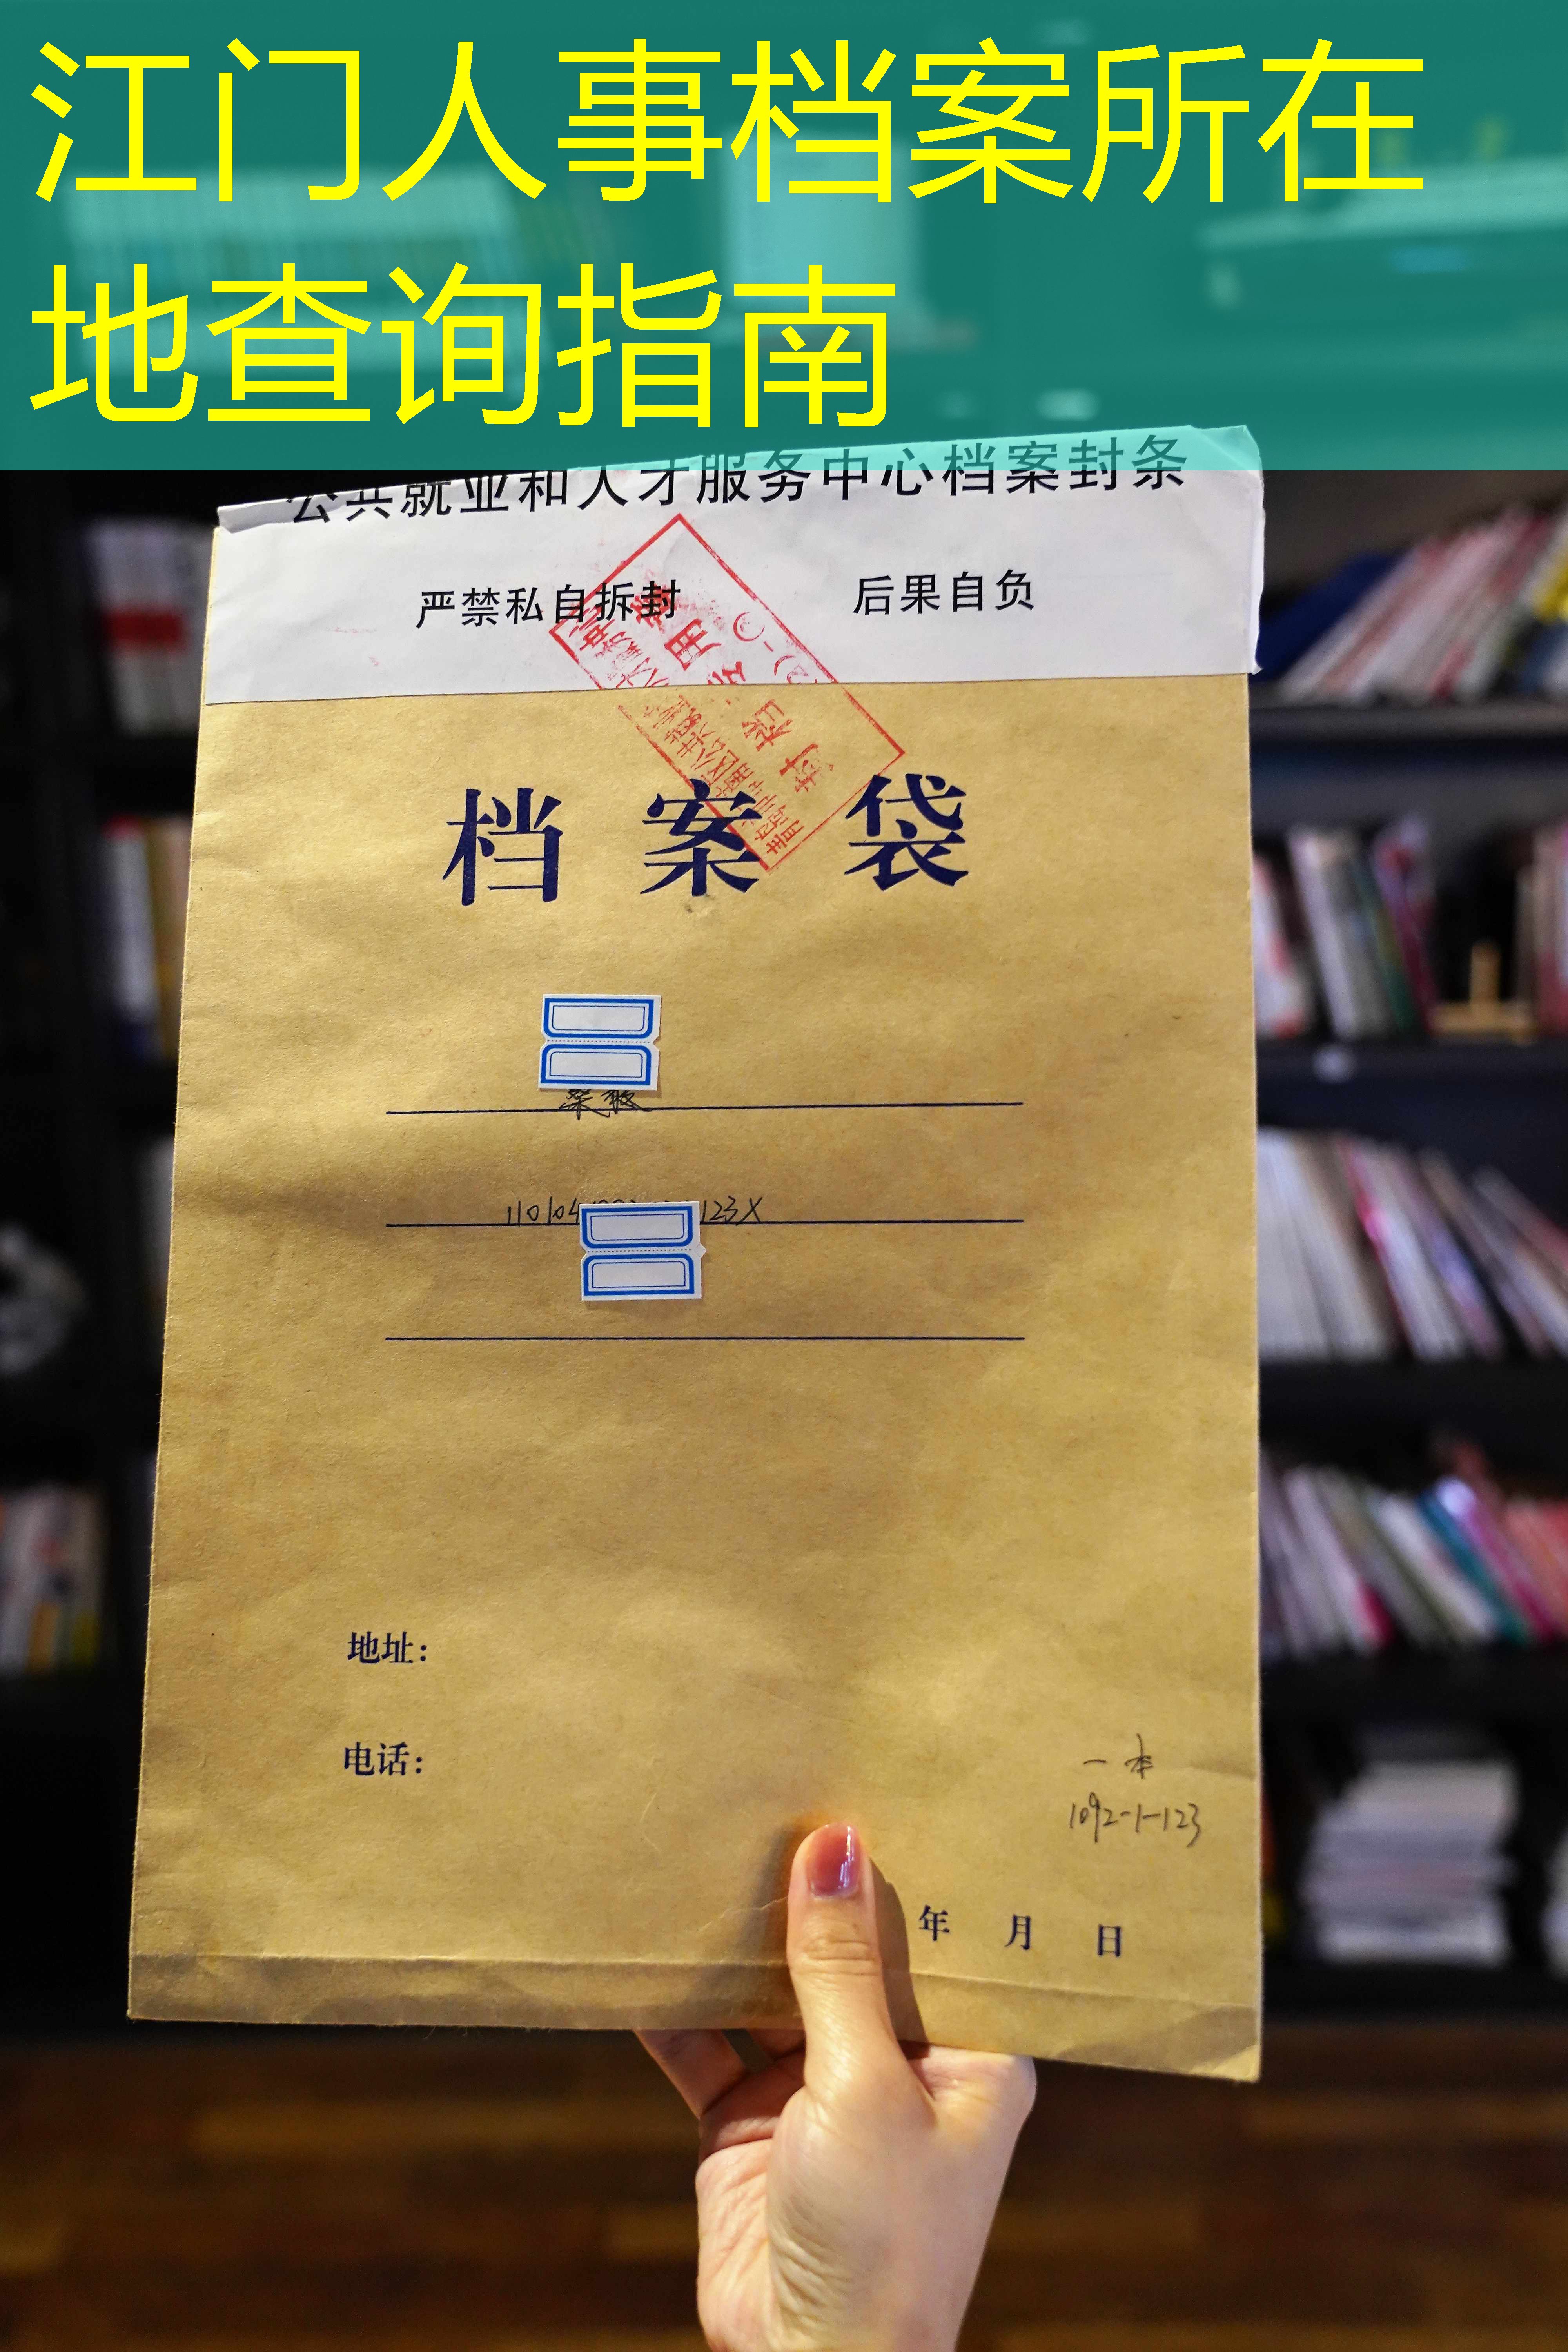 江门人事档案所在
地查询指南
公共就业和人才服务中心档案封条
严禁私自拆封 后果自负
档案袋
123X
地址：
电话：
一本
1092-1-123
年 月 日